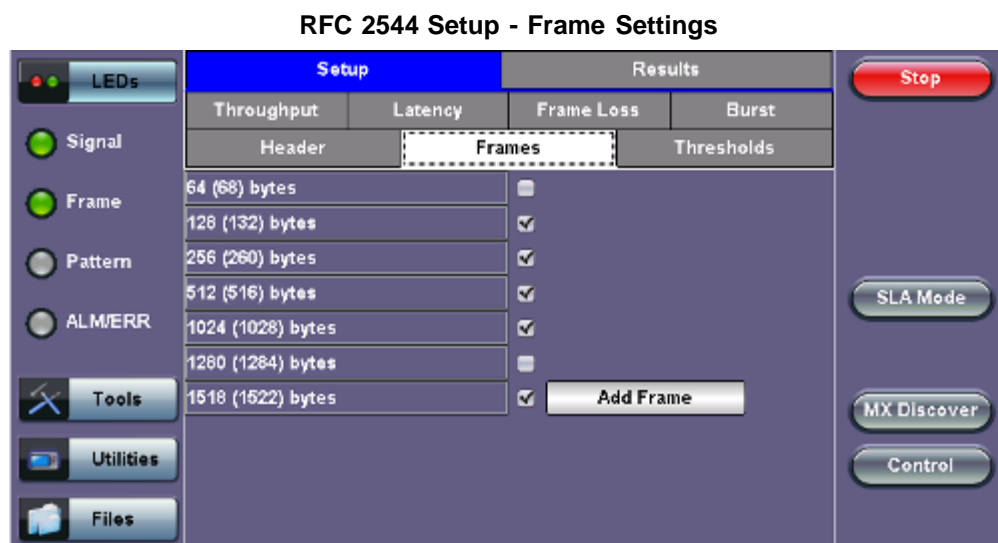 RFC 2544 Setup - Frame Settings
LEDs
Setup
Results
Stop
Throughput
Latency
Frame Loss
Burst
Signal
Header
Frames
Thresholds
64 (68) bytes
Frame
128 (132) bytes
Pattern
256 (260) bytes
512 (516) bytes
SLA Mode
ALM/ERR
1024 (1028) bytes
1280 (1284) bytes
Tools
1518 (1522) bytes
Add Frame
MX Discover
Utilities
Control
Files